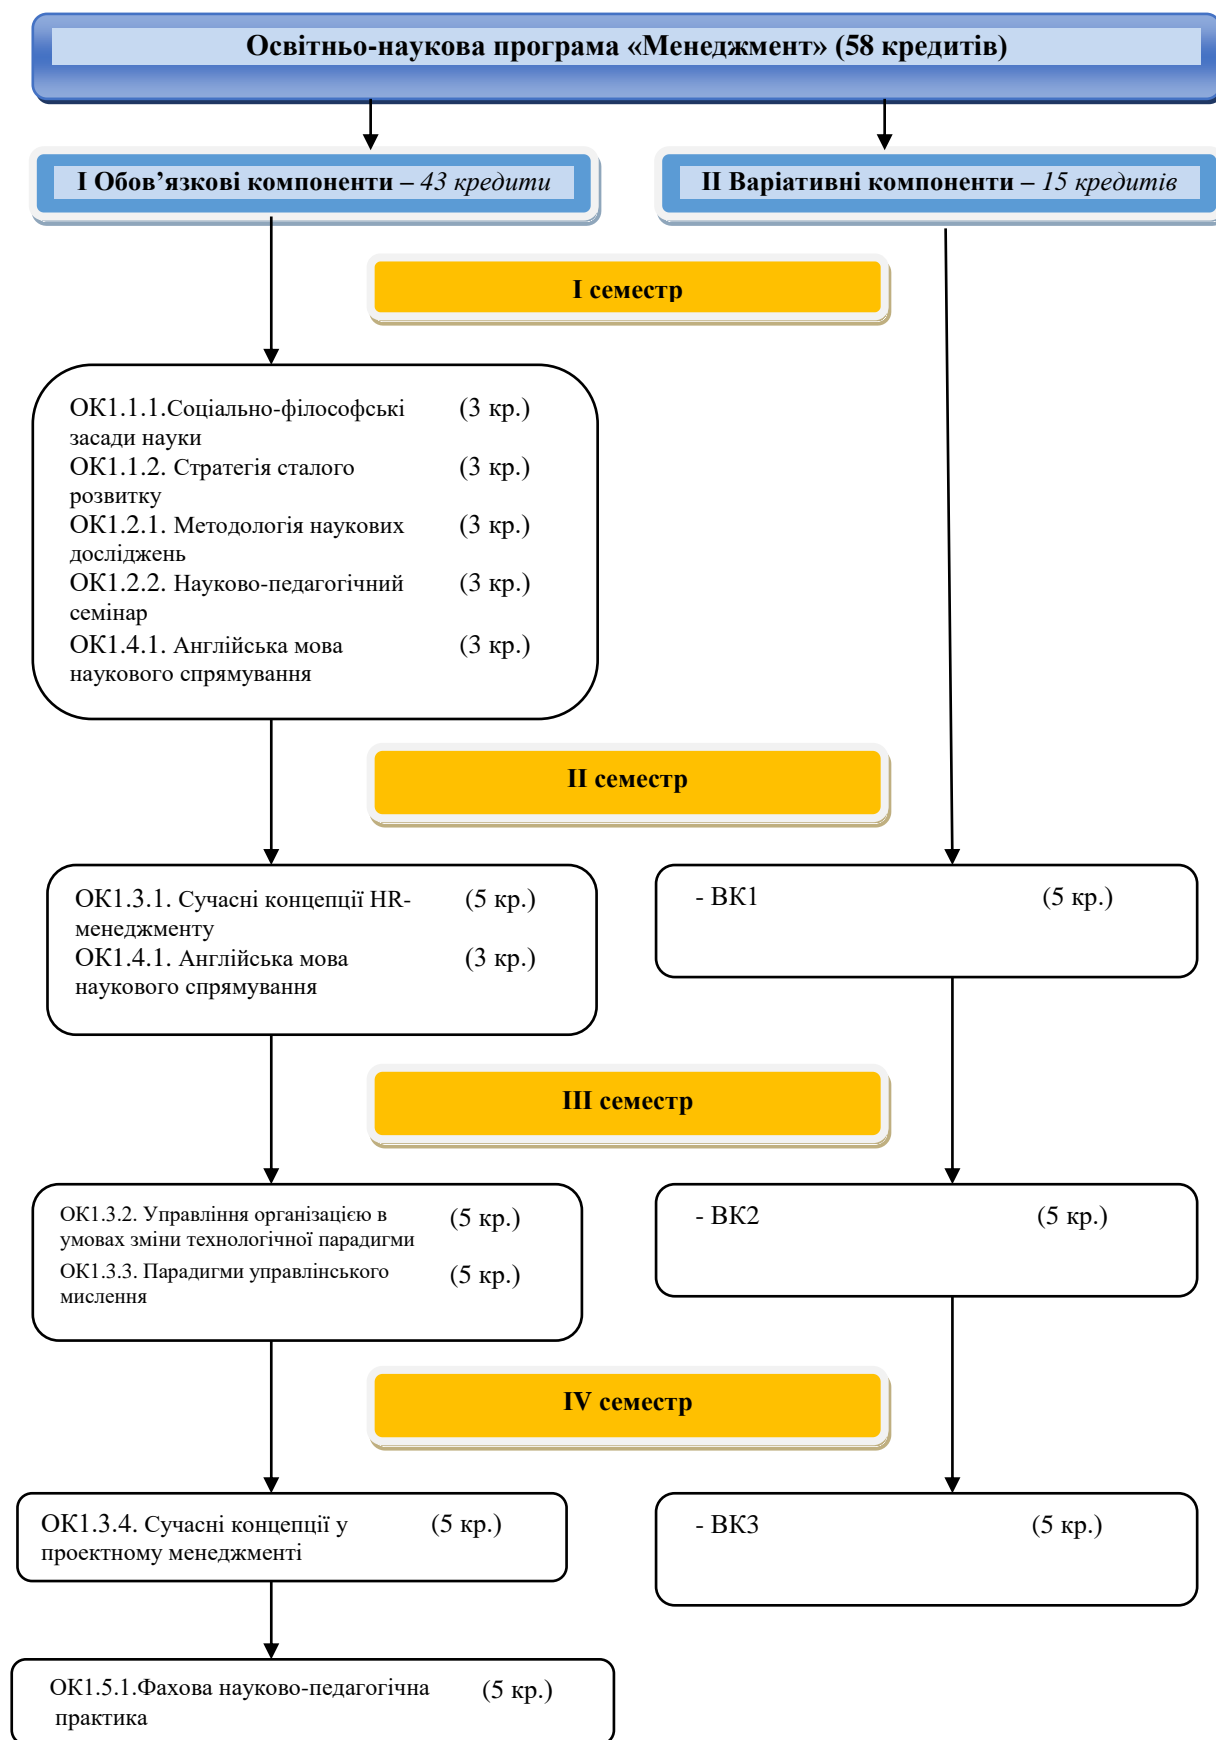 Освітньо-наукова програма «Менеджмент» (58 кредитів)
І Обов’язкові компоненти – 43 кредити
ІІ Варіативні компоненти – 15 кредитів
І семестр
ОК1.1.1.Соціально-філософські (3 кр.)
засади науки
ОК1.1.2. Стратегія сталого (3 кр.)
розвитку
ОК1.2.1. Методологія наукових (3 кр.)
досліджень
ОК1.2.2. Науково-педагогічний (3 кр.)
семінар
ОК1.4.1. Англійська мова (3 кр.)
наукового спрямування
ІІ семестр
ОК1.3.1. Сучасні концепції HR- (5 кр.)
менеджменту
ОК1.4.1. Англійська мова (3 кр.)
наукового спрямування
- ВК1 (5 кр.)
ІІІ семестр
ОК1.3.2. Управління організацією в (5 кр.)
умовах зміни технологічної парадигми
ОК1.3.3. Парадигми управлінського (5 кр.)
мислення
- ВК2 (5 кр.)
IV семестр
ОК1.3.4. Сучасні концепції у (5 кр.)
проектному менеджменті
- ВК3 (5 кр.)
ОК1.5.1.Фахова науково-педагогічна (5 кр.)
практика